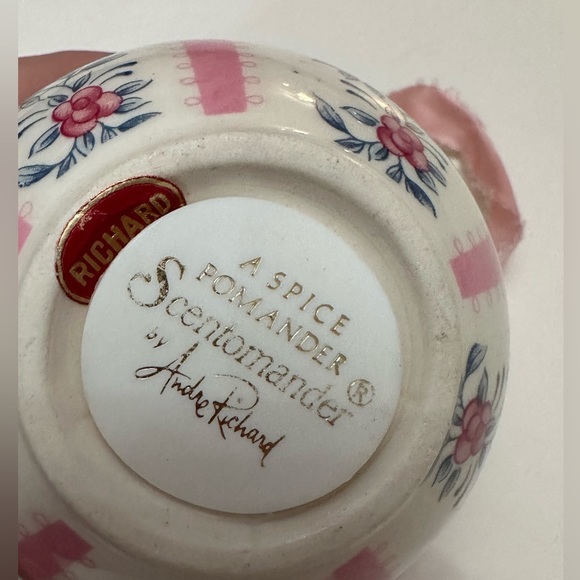 RICHARD
A SPICE
POMANDER
Scentomander®
by Andre Richard